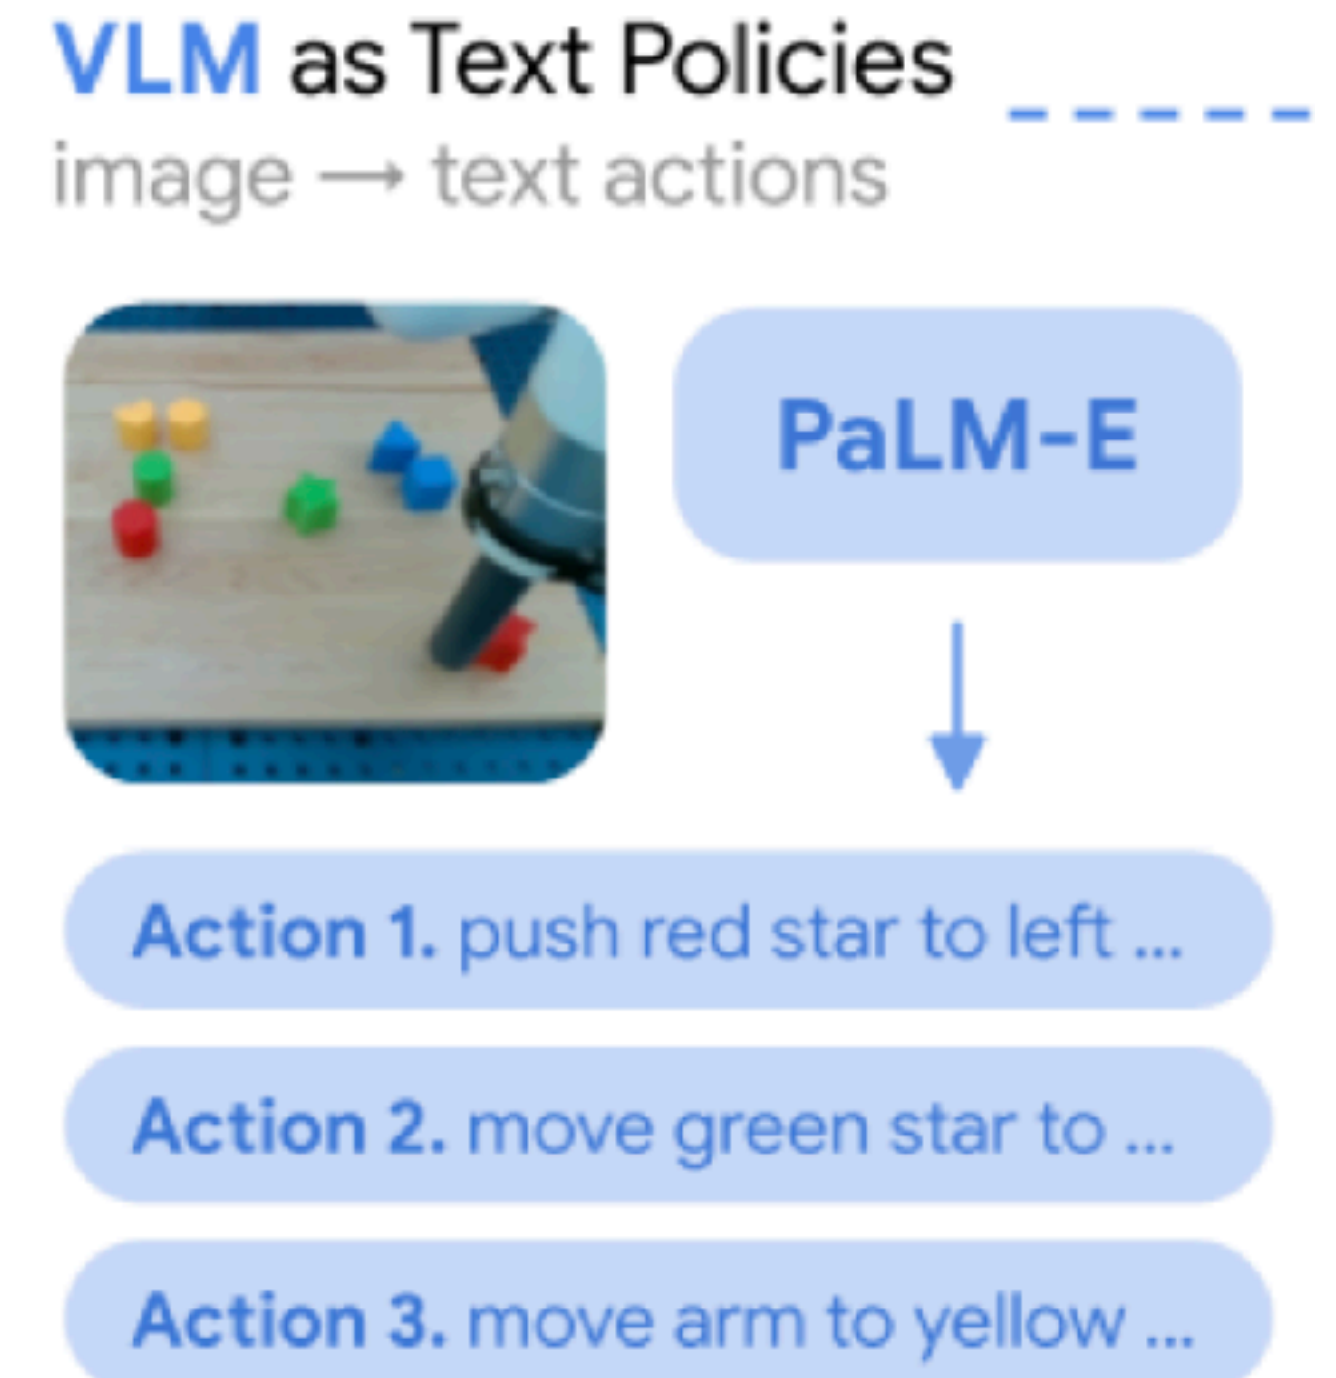 VLM as Text Policies
image → text actions
PaLM-E
Action 1. push red star to left ...
Action 2. move green star to ...
Action 3. move arm to yellow ...